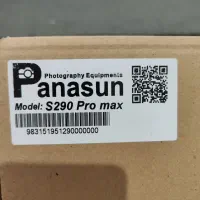 Photography Equipments
Panasun
Model: S290 Pro max
983151951290000000